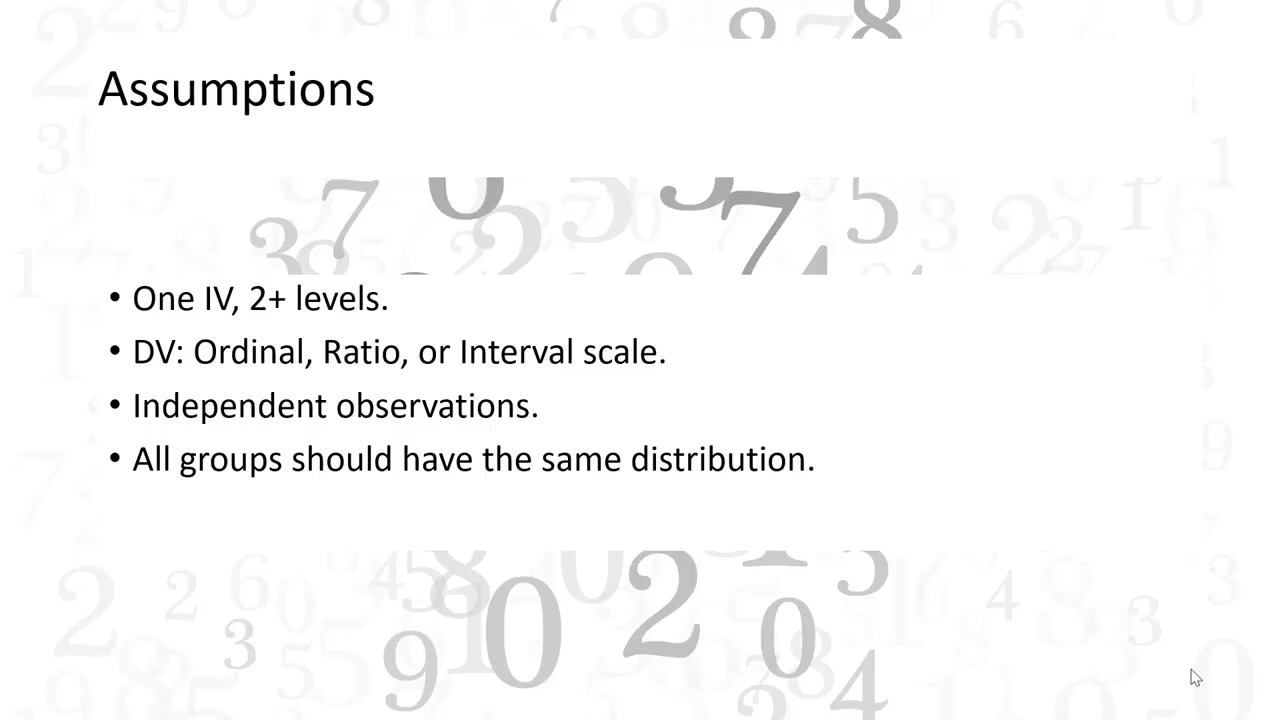 Assumptions
• One IV, 2+ levels.
• DV: Ordinal, Ratio, or Interval scale.
• Independent observations.
• All groups should have the same distribution.